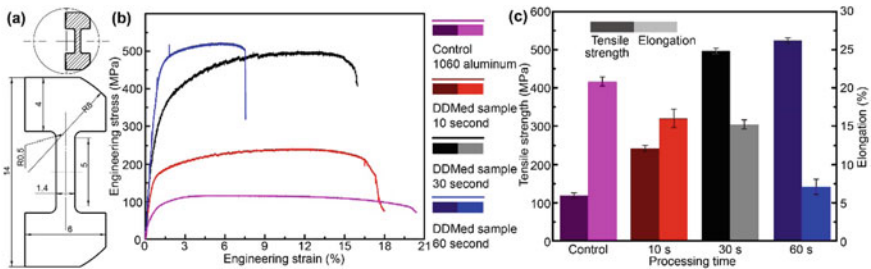 (a)
4
R5
R0.5
14
5
1.4
6
(b)
Engineering stress (MPa)
500
400
300
200
100
0
0 3 6 9 12 15 18 21
Engineering strain (%)
Control
1060 aluminum
DDMed sample
10 second
DDMed sample
30 second
DDMed sample
60 second
(c)
Tensile strength (MPa)
600
500
400
300
200
100
0
Tensile
strength
Elongation
Control 10 s 30 s 60 s
Processing time
30
25
20
15
10
5
0
Elongation (%)